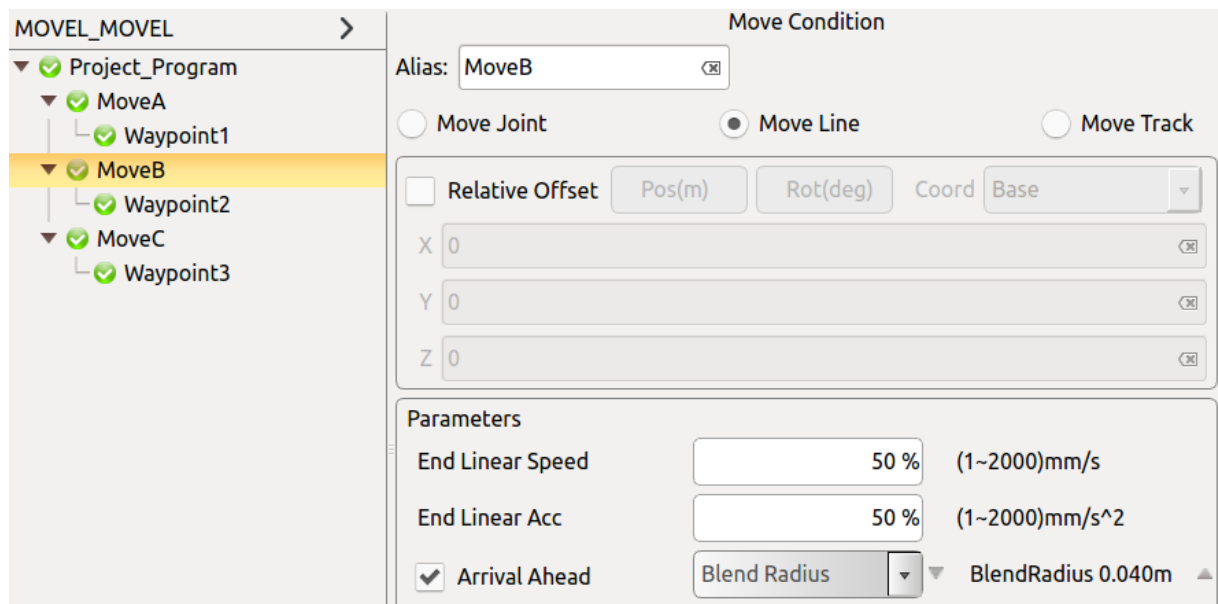 MOVEL_MOVEL
Project_Program
MoveA
Waypoint1
MoveB
Waypoint2
MoveC
Waypoint3
Move Condition
Alias: MoveB
Move Joint Move Line Move Track
Relative Offset Pos(m) Rot(deg) Coord Base
X 0
Y 0
Z 0
Parameters
End Linear Speed 50 % (1~2000)mm/s
End Linear Acc 50 % (1~2000)mm/s^2
Arrival Ahead Blend Radius BlendRadius 0.040m